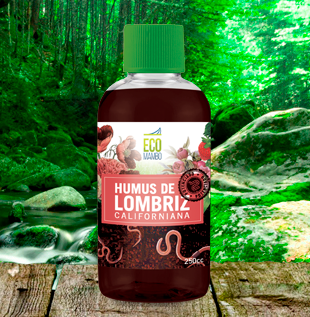 ECO
MAMBO
HUMUS DE
LOMBRIZ
CALIFORNIANA
250cc